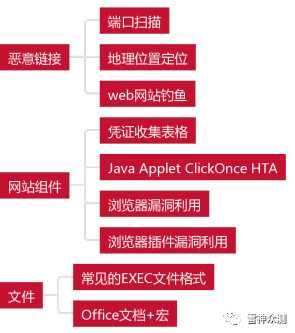 恶意链接
端口扫描
地理位置定位
web网站钓鱼
网站组件
凭证收集表格
Java Applet ClickOnce HTA
浏览器漏洞利用
浏览器插件漏洞利用
文件
常见的EXEC文件格式
Office文档+宏
雷神众测